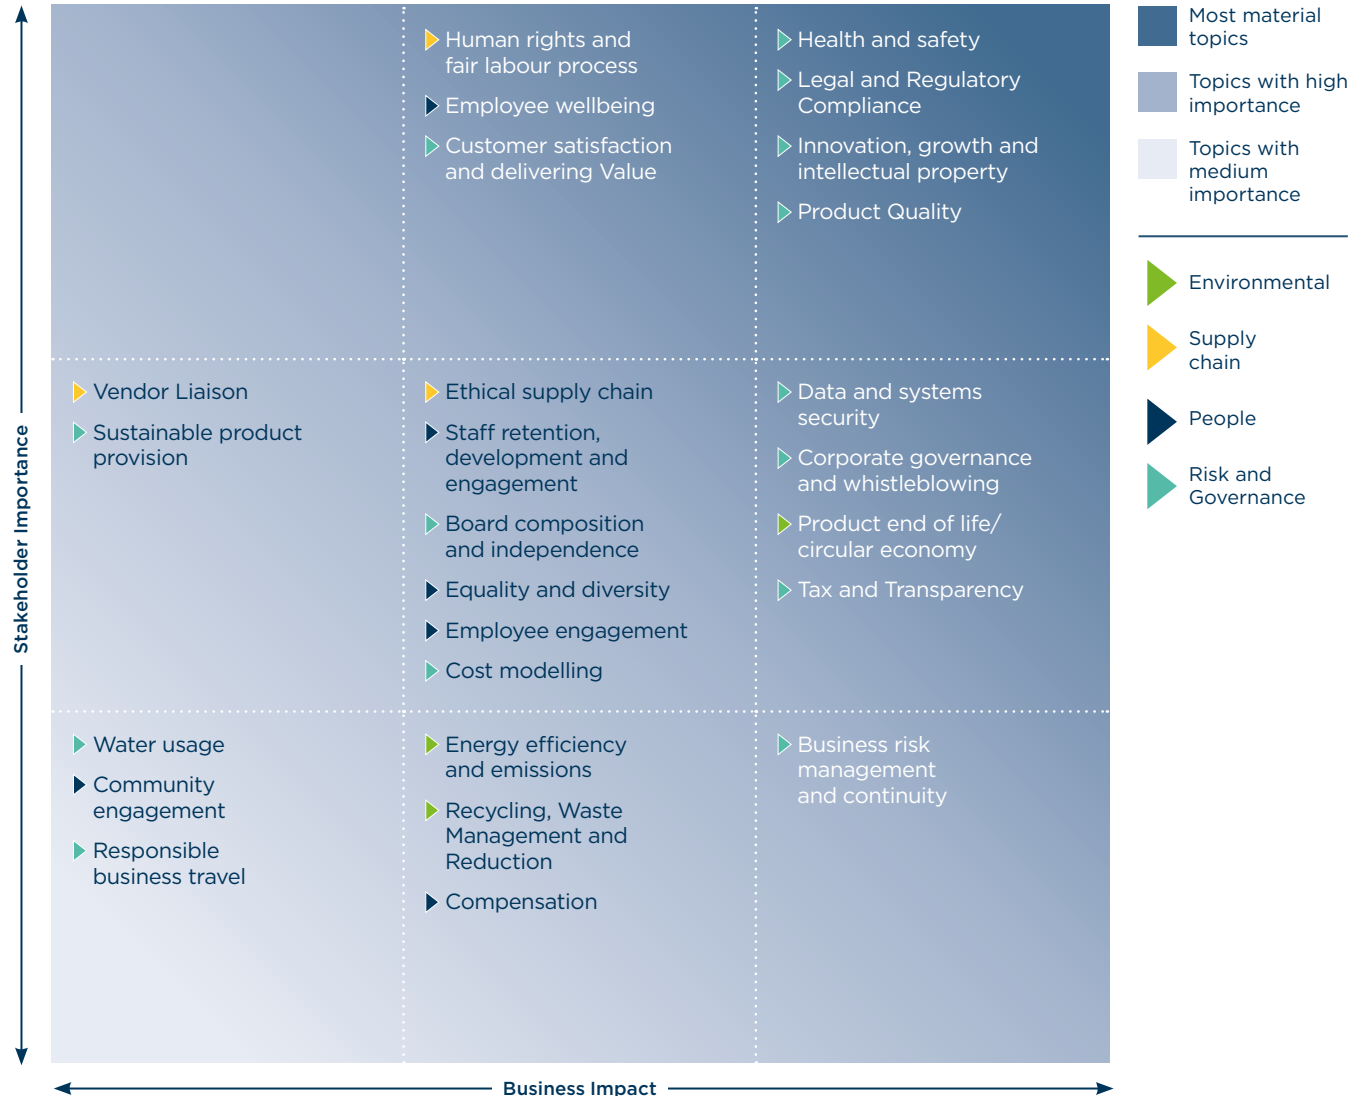 Stakeholder Importance
Human rights and
fair labour process
Employee wellbeing
Customer satisfaction
and delivering Value
Health and safety
Legal and Regulatory
Compliance
Innovation, growth and
intellectual property
Product Quality
Vendor Liaison
Sustainable product
provision
Ethical supply chain
Staff retention,
development and
engagement
Board composition
and independence
Equality and diversity
Employee engagement
Cost modelling
Data and systems
security
Corporate governance
and whistleblowing
Product end of life/
circular economy
Tax and Transparency
Water usage
Community
engagement
Responsible
business travel
Energy efficiency
and emissions
Recycling, Waste
Management and
Reduction
Compensation
Business risk
management
and continuity
Business Impact
Most material
topics
Topics with high
importance
Topics with
medium
importance
Environmental
Supply
chain
People
Risk and
Governance